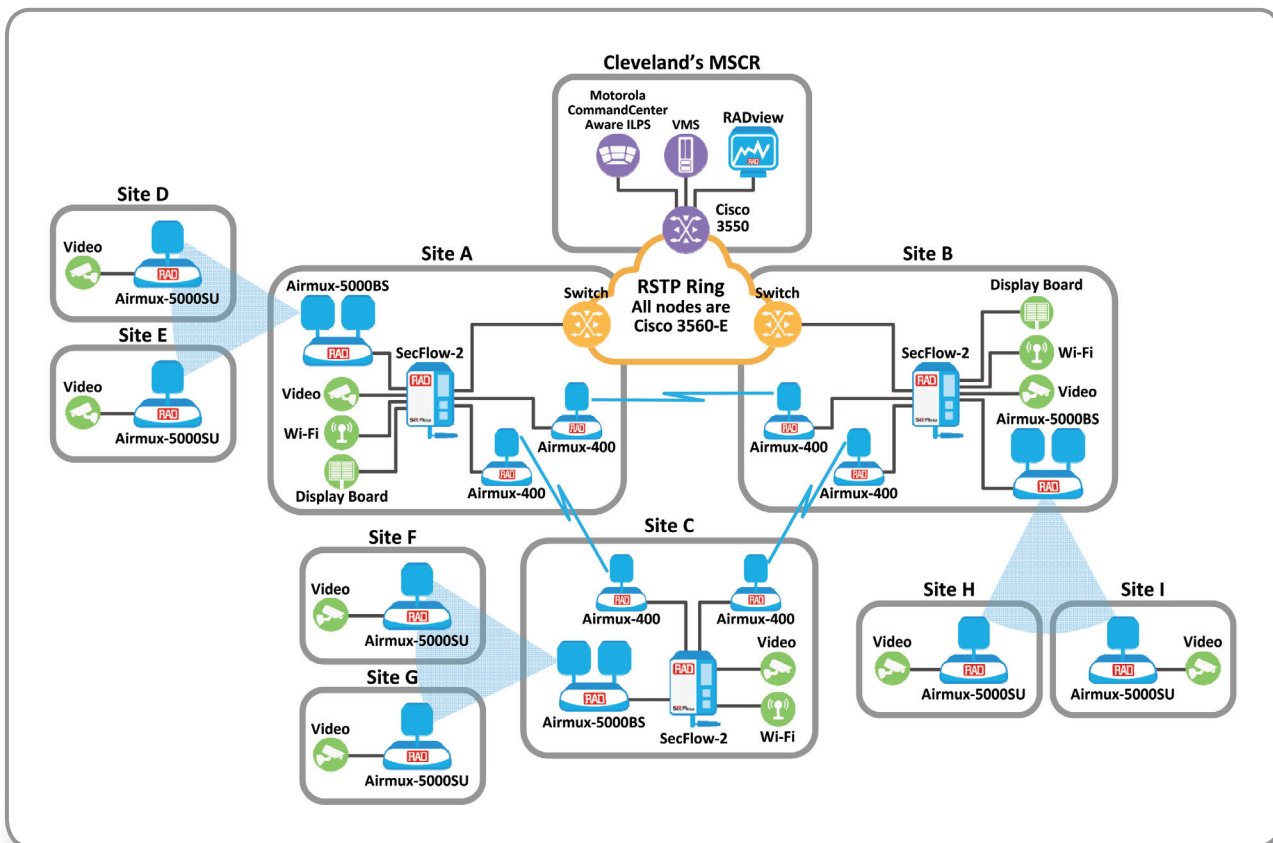 Cleveland's MSCR
Motorola
CommandCenter
Aware ILPS
VMS
RADview
RAD
Cisco
3550
Site D
Video
RAD
Airmux-5000SU
Site E
Video
RAD
Airmux-5000SU
Site A
Airmux-5000BS
RAD
SecFlow-2
RAD
SecFlow
Video
Wi-Fi
Display Board
Switch
RAD
Airmux-400
RAD
Airmux-400
RSTP Ring
All nodes are
Cisco 3560-E
Site B
Switch
Display Board
SecFlow-2
RAD
SecFlow
Wi-Fi
Video
Airmux-5000BS
RAD
RAD
Airmux-400
RAD
Airmux-400
Site C
RAD
Airmux-400
RAD
Airmux-400
RAD
Airmux-5000BS
RAD
SecFlow
SecFlow-2
Video
Wi-Fi
Site F
Video
RAD
Airmux-5000SU
Site G
Video
RAD
Airmux-5000SU
Site H
Video
RAD
Airmux-5000SU
Site I
Video
RAD
Airmux-5000SU